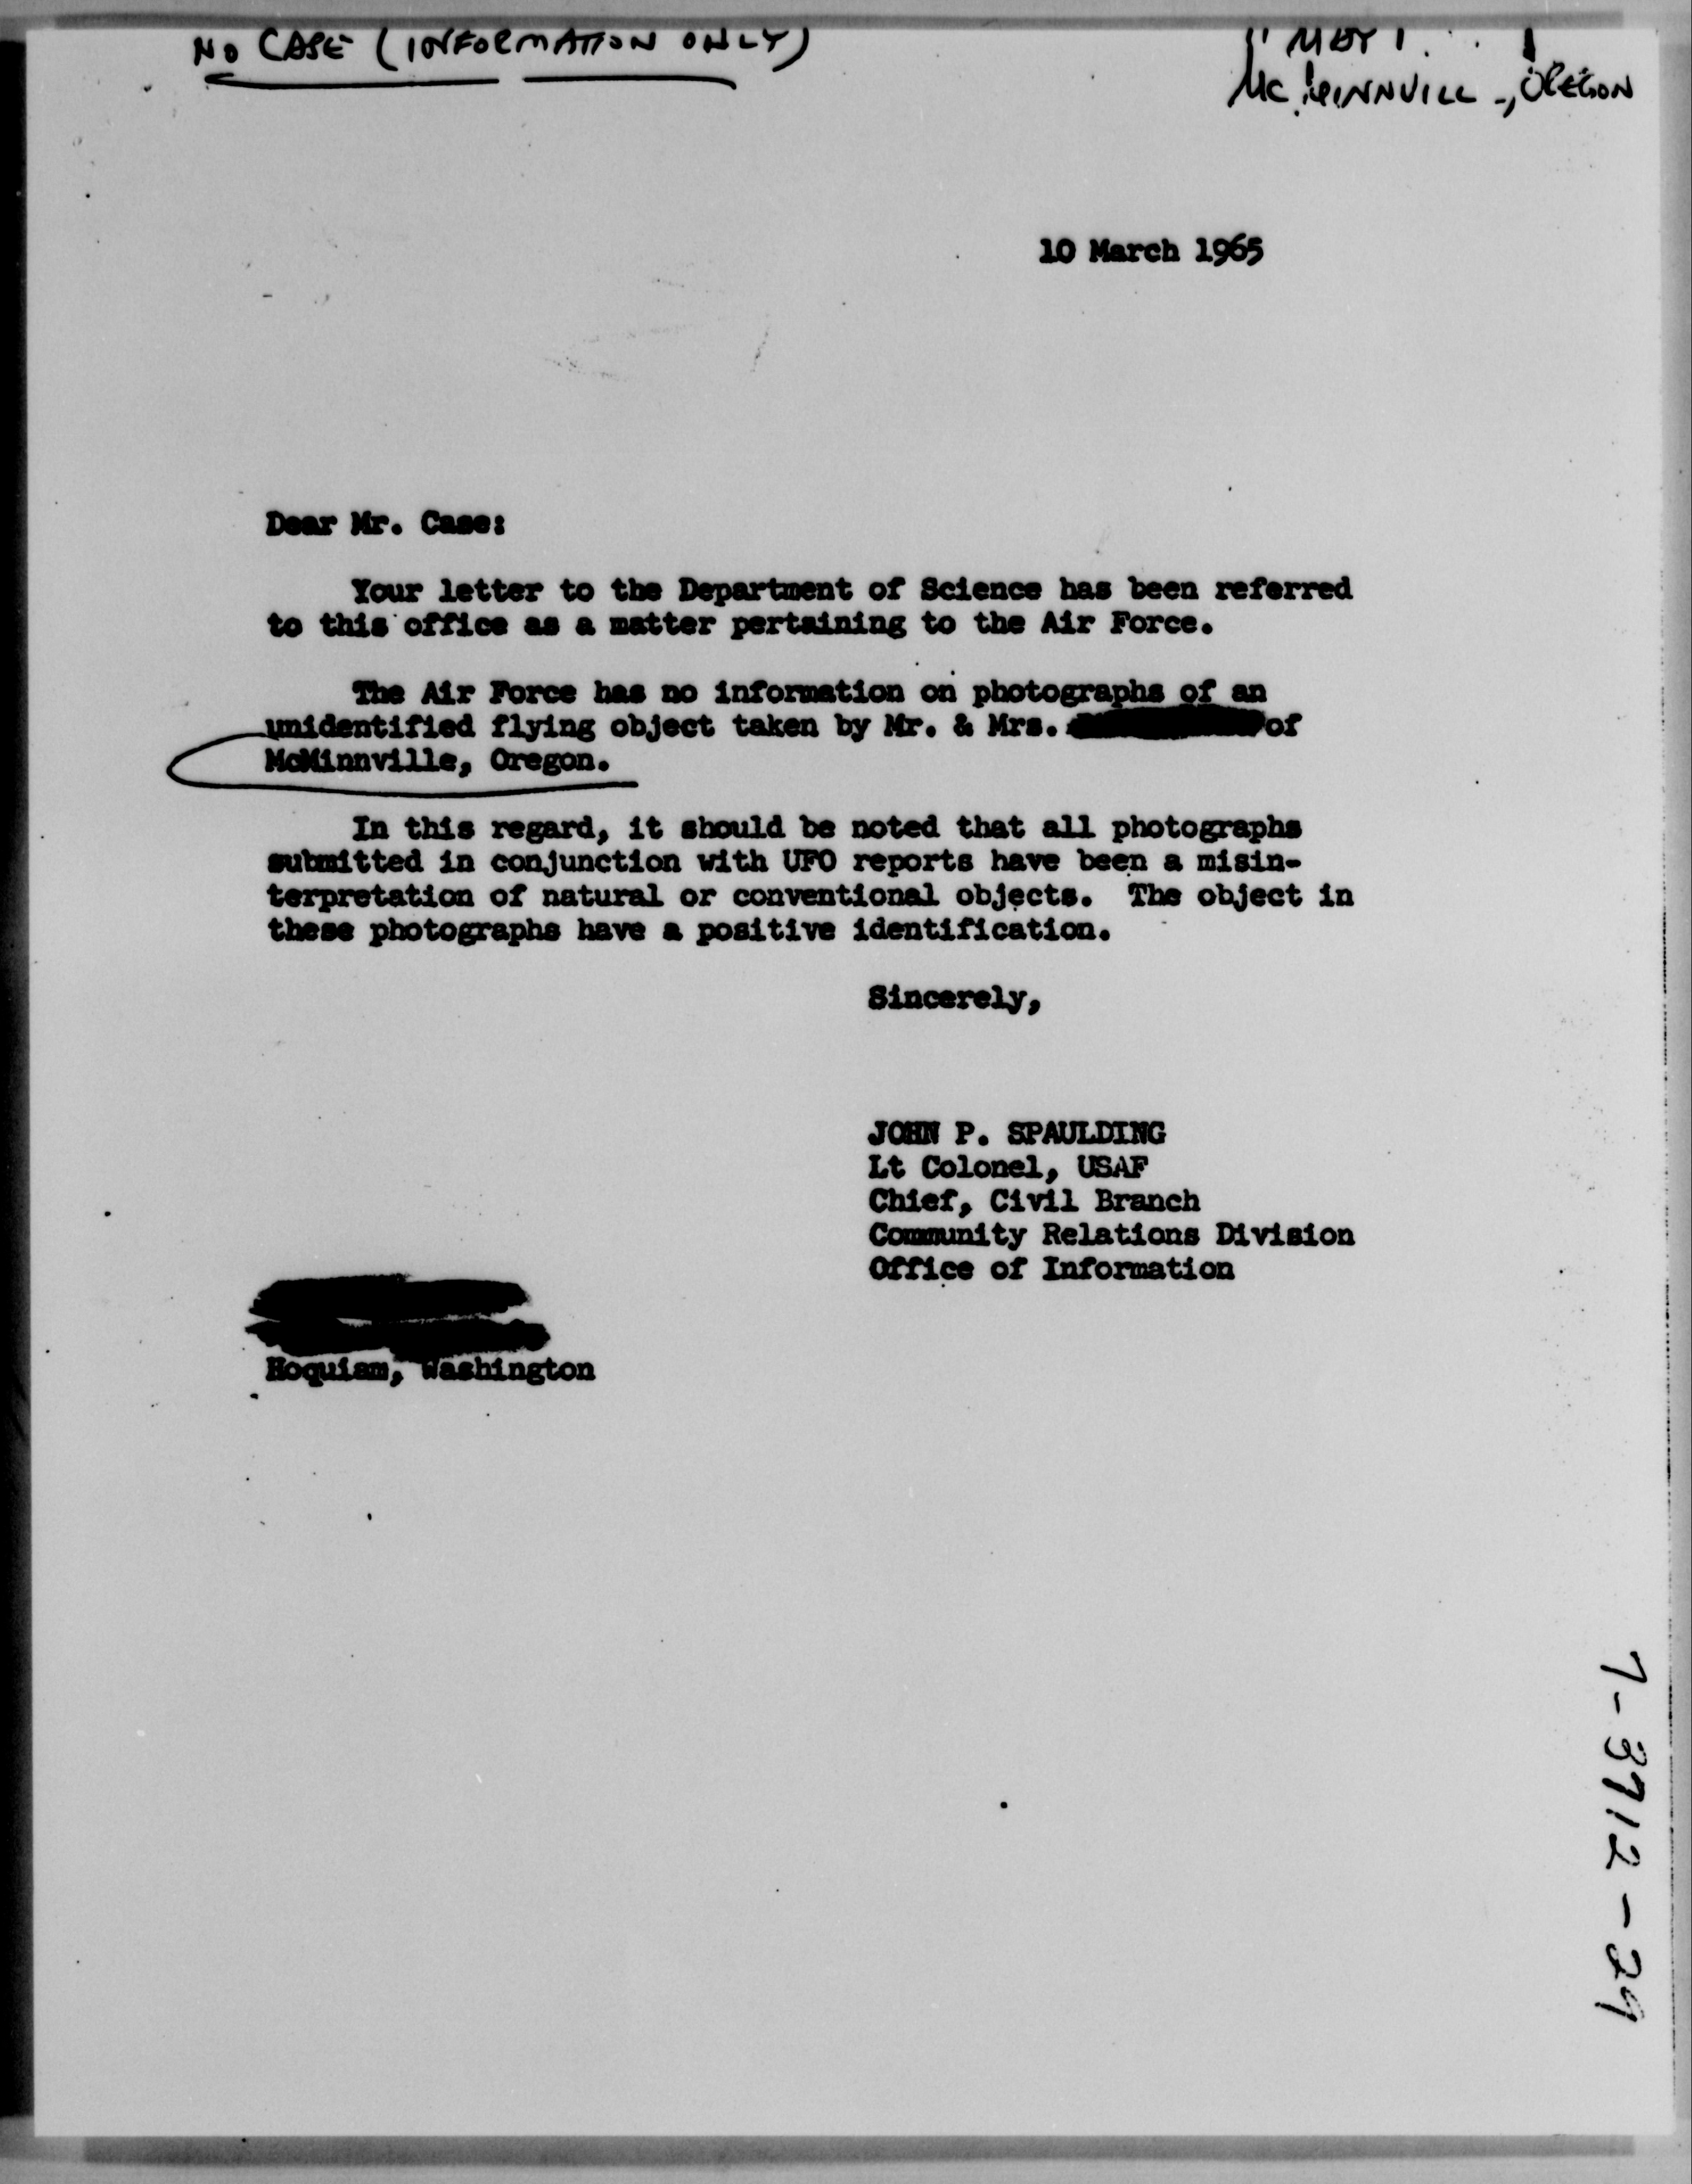 NO CASE (INFORMATION ONLY)
OREGON
10 March 1965
Dear Mr. Case:
Your letter to the Department of Science has been referred
to this office as a matter pertaining to the Air Force.
The Air Force has no information on photographs of an
unidentified flying object taken by Mr. & Mrs. of
McMinnville, Oregon.
In this regard, it should be noted that all photographs
submitted in conjunction with UFO reports have been a misin-
terpretation of natural or conventional objects. The object in
these photographs have a positive identification.
Sincerely,
JOHN P. SPAULDING
Lt Colonel, USAF
Chief, Civil Branch
Community Relations Division
Office of Information
Hoquiam, Washington
7-3712-29